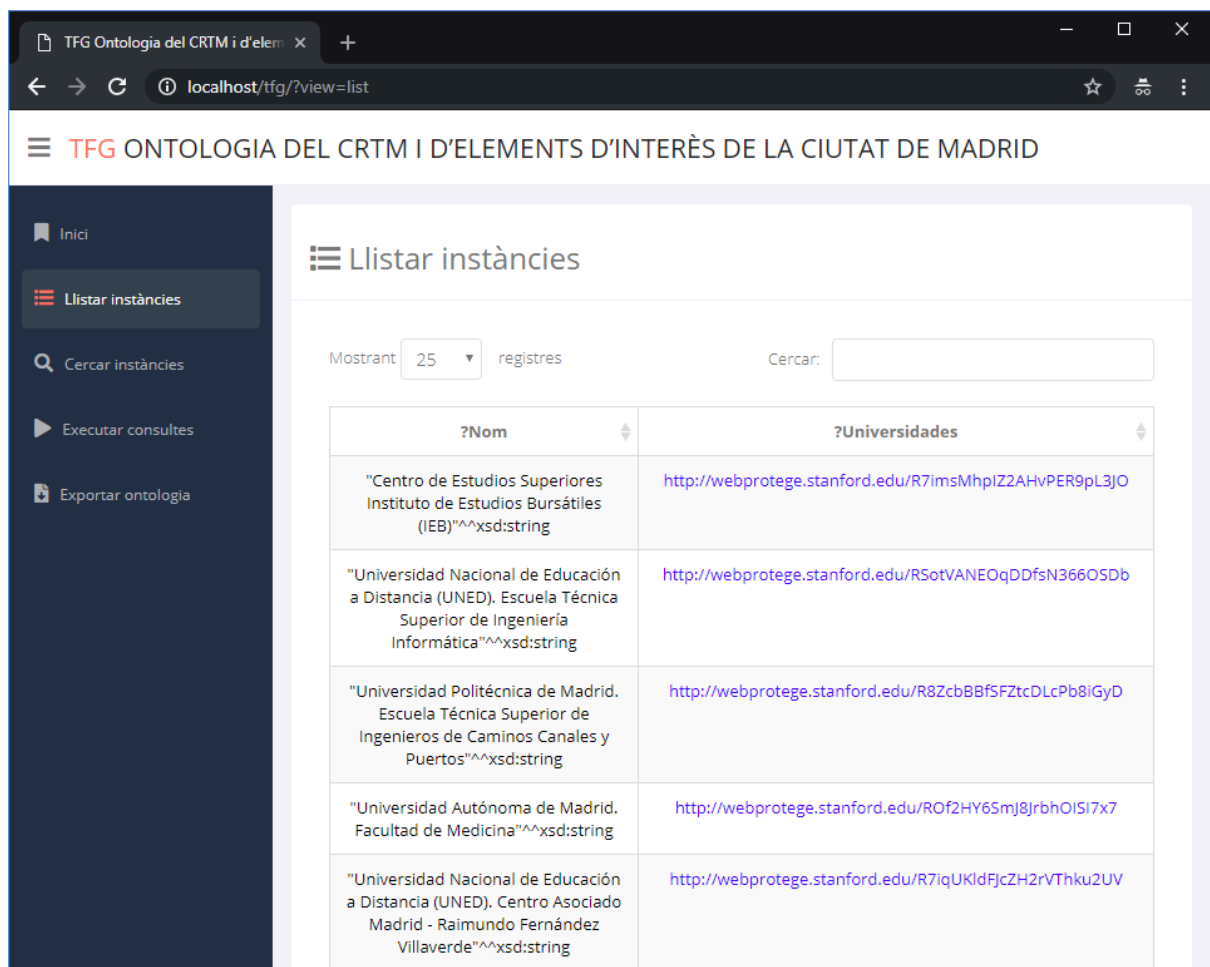 TFG Ontologia del CRTM i d'elem
localhost/tfg/?view=list
TFG ONTOLOGIA DEL CRTM I D'ELEMENTS D'INTERÈS DE LA CIUTAT DE MADRID
Inici
Llistar instàncies
Cercar instàncies
Executar consultes
Exportar ontologia
Llistar instàncies
Mostrant 25 registres
Cercar:
?Nom ?Universidades
"Centro de Estudios Superiores
Instituto de Estudios Bursátiles
(IEB)"^^xsd:string
http://webprotege.stanford.edu/R7imsMhpIZ2AHvPER9pL3JO
"Universidad Nacional de Educación
a Distancia (UNED). Escuela Técnica
Superior de Ingeniería
Informática"^^xsd:string
http://webprotege.stanford.edu/RSotVANEOqDDfsN366OSDb
"Universidad Politécnica de Madrid.
Escuela Técnica Superior de
Ingenieros de Caminos Canales y
Puertos"^^xsd:string
http://webprotege.stanford.edu/R8ZcbBBfSFZtcDLcPb8iGyD
"Universidad Autónoma de Madrid.
Facultad de Medicina"^^xsd:string
http://webprotege.stanford.edu/ROf2HY6SmJ8JrbhOISI7x7
"Universidad Nacional de Educación
a Distancia (UNED). Centro Asociado
Madrid - Raimundo Fernández
Villaverde"^^xsd:string
http://webprotege.stanford.edu/R7iqUKldFJcZH2rVThku2UV